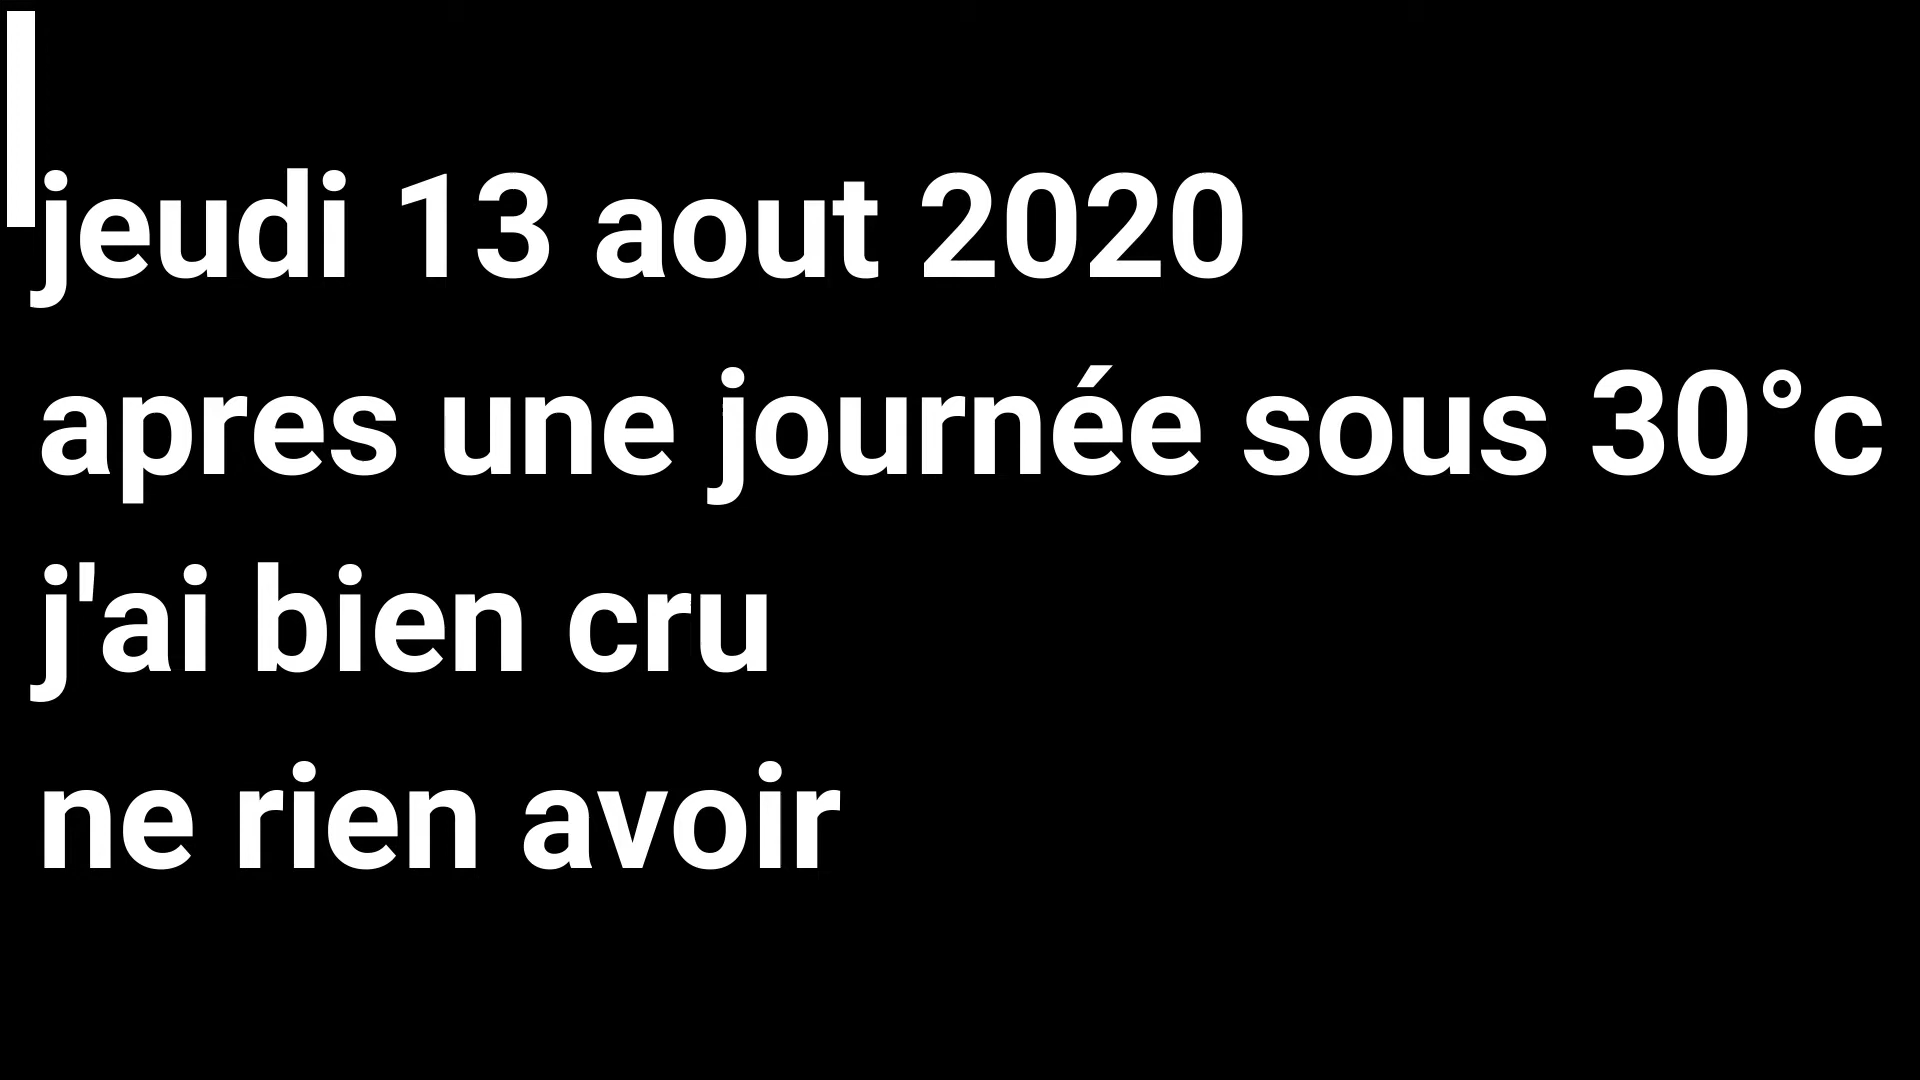 jeudi 13 aout 2020
apres une journée sous 30°c
j'ai bien cru
ne rien avoir